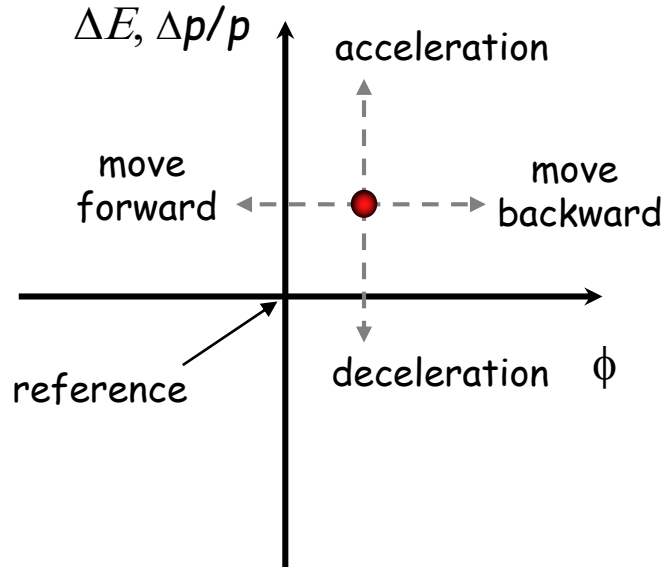 ΔE, Δp/p
acceleration
move
forward
move
backward
reference
deceleration
ϕ